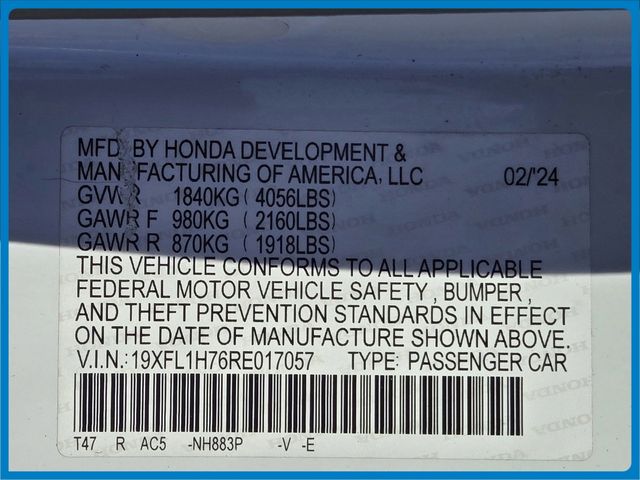 MFD BY HONDA DEVELOPMENT &
MANUFACTURING OF AMERICA, LLC 02/'24
GVWR 1840KG ( 4056LBS)
GAWR F 980KG ( 2160LBS)
GAWR R 870KG ( 1918LBS)
THIS VEHICLE CONFORMS TO ALL APPLICABLE
FEDERAL MOTOR VEHICLE SAFETY , BUMPER ,
AND THEFT PREVENTION STANDARDS IN EFFECT
ON THE DATE OF MANUFACTURE SHOWN ABOVE.
V.I.N.:19XFL1H76RE017057 TYPE: PASSENGER CAR
T47 R AC5 -NH883P -V -E